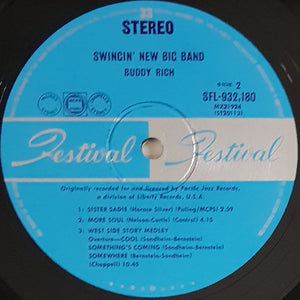 33
STEREO
SWINGIN' NEW BIG BAND
BUDDY RICH
SIDE 2
SFL-932,180
MX21924
(ST20113)
Festival Festival
Originally recorded for and licensed by Pacific Jazz Records,
a division of Liberty Records, U.S.A.
1: SISTER SADIE (Horace Silver) (Poling/MCPS) 2.59
2: MORE SOUL (Nelson-Curtis) (Control) 4.15
3: WEST SIDE STORY MEDLEY
Overture—COOL (Sondheim-Bernstein)
SOMETHING'S COMING (Sondheim-Bernstein)
SOMEWHERE (Bernstein-Sondheim)
(Chappell) 10.45